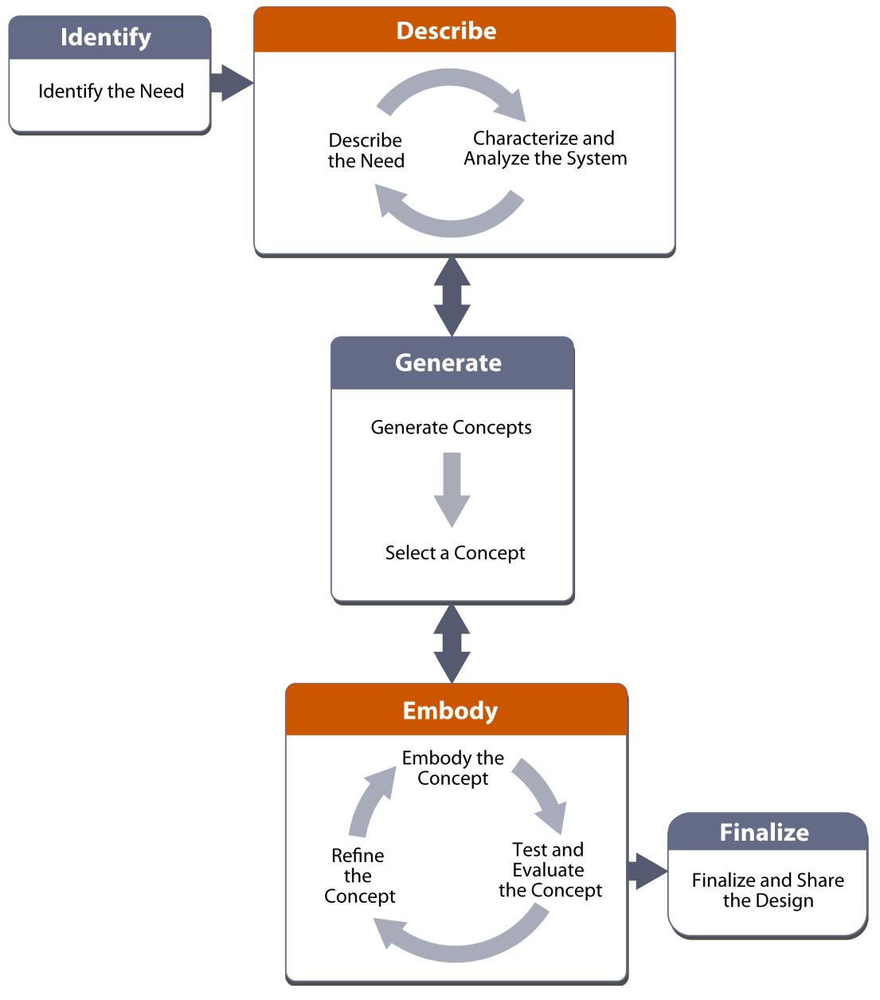 Identify
Identify the Need
Describe
Describe
the Need
Characterize and
Analyze the System
Generate
Generate Concepts
Select a Concept
Embody
Embody the
Concept
Test and
Evaluate
the Concept
Refine
the
Concept
Finalize
Finalize and Share
the Design